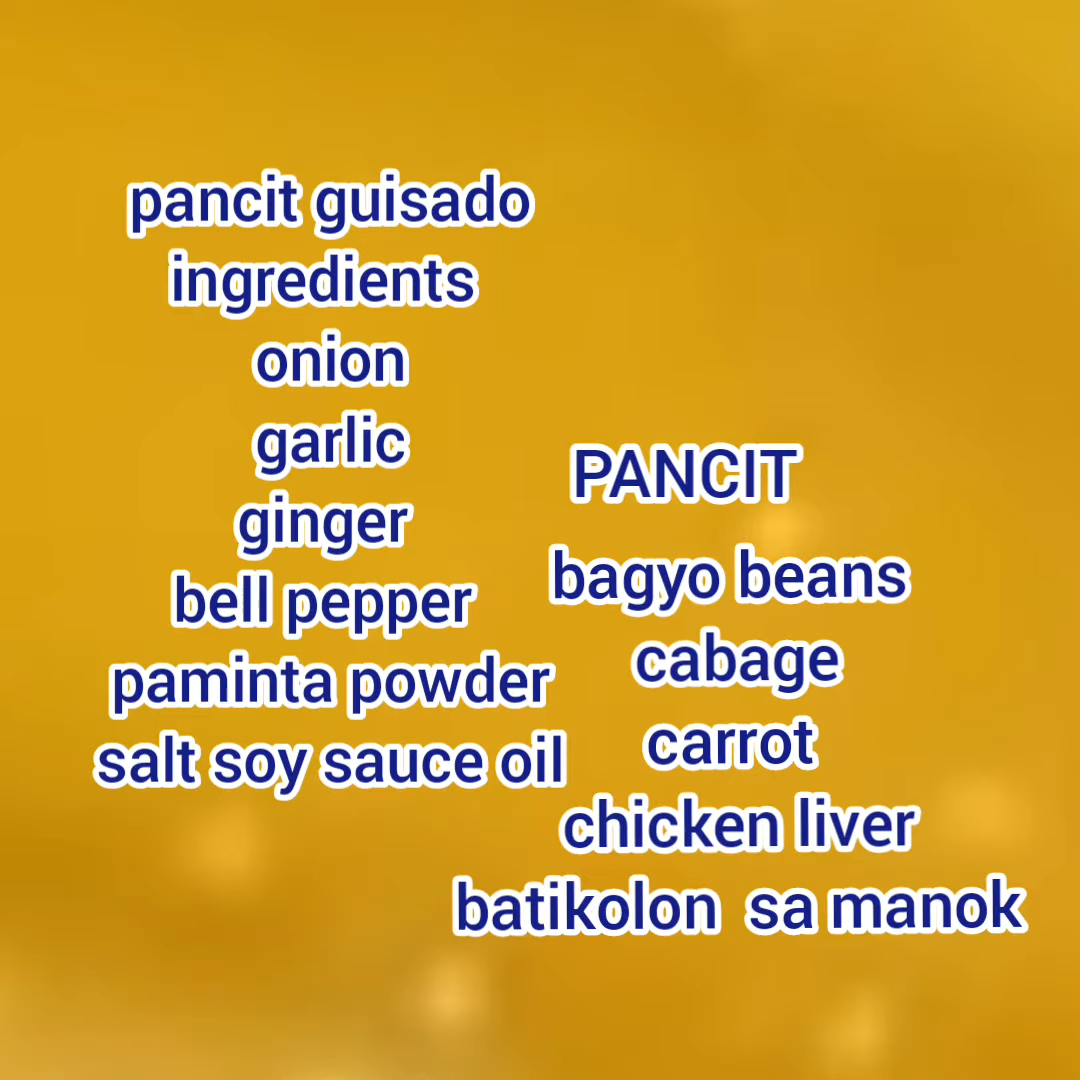 pancit guisado
ingredients
onion
garlic
ginger
bell pepper
paminta powder
salt soy sauce oil
PANCIT
bagyo beans
cabage
carrot
chicken liver
batikolon sa manok